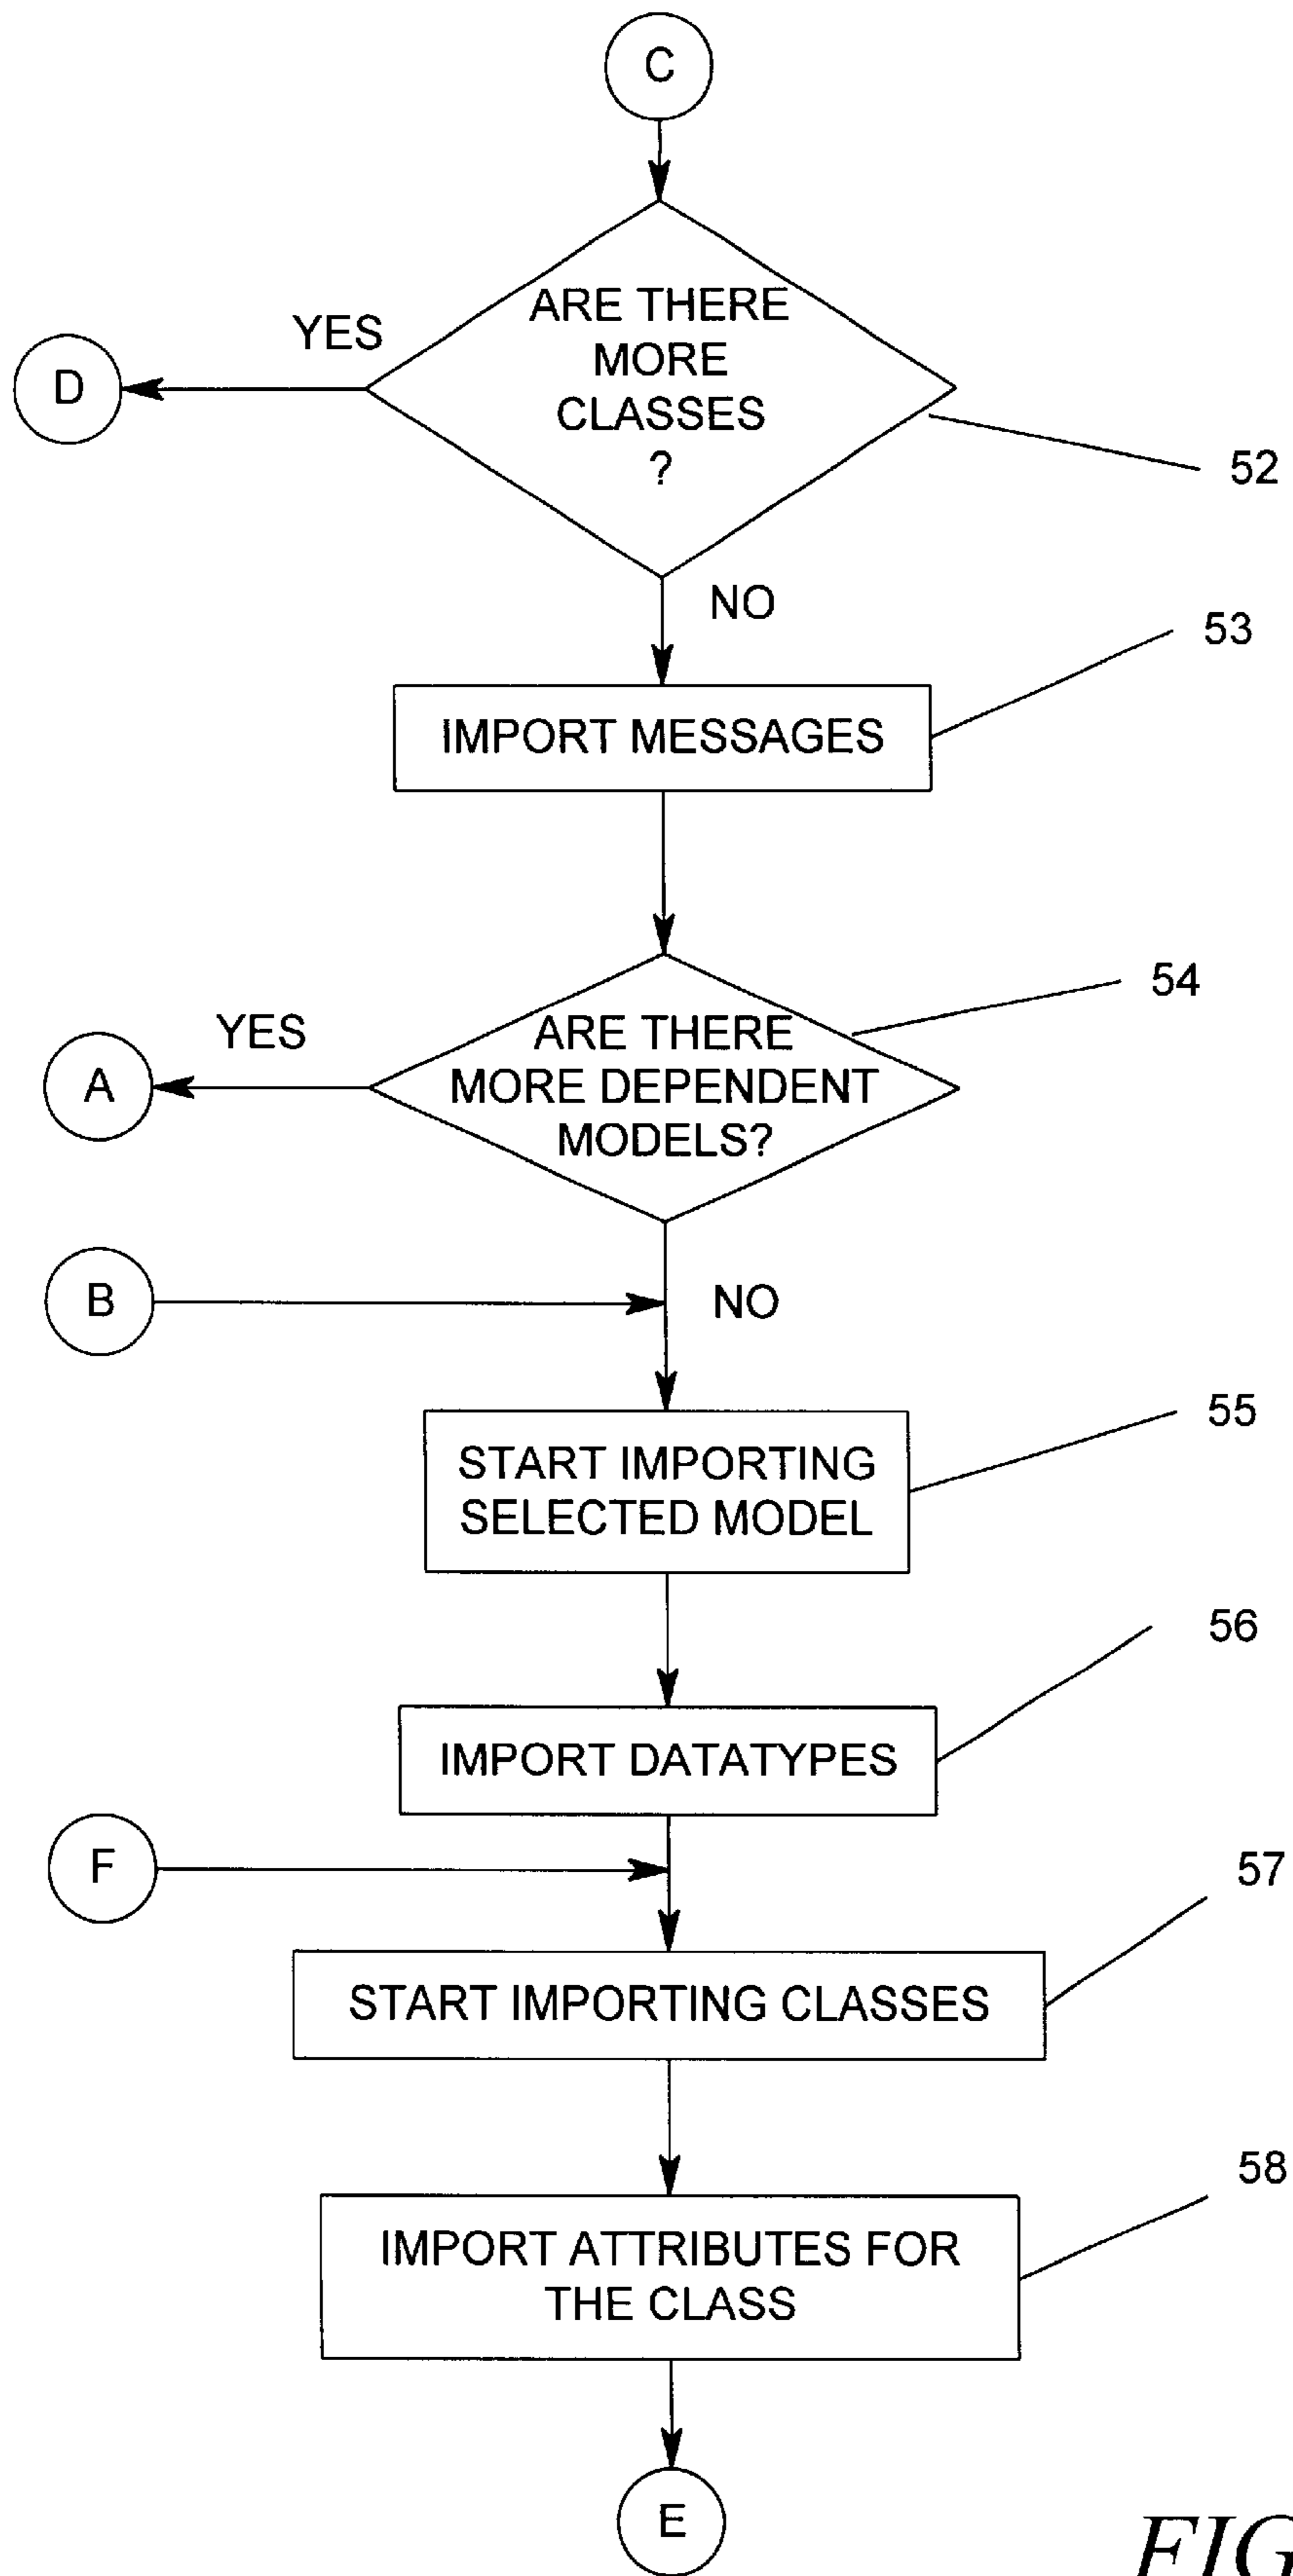 C
ARE THERE
MORE
CLASSES
?
YES
D
52
NO
53
IMPORT MESSAGES
54
YES
ARE THERE
MORE DEPENDENT
MODELS?
A
B
NO
55
START IMPORTING
SELECTED MODEL
56
IMPORT DATATYPES
F
57
START IMPORTING CLASSES
58
IMPORT ATTRIBUTES FOR
THE CLASS
E
FIG